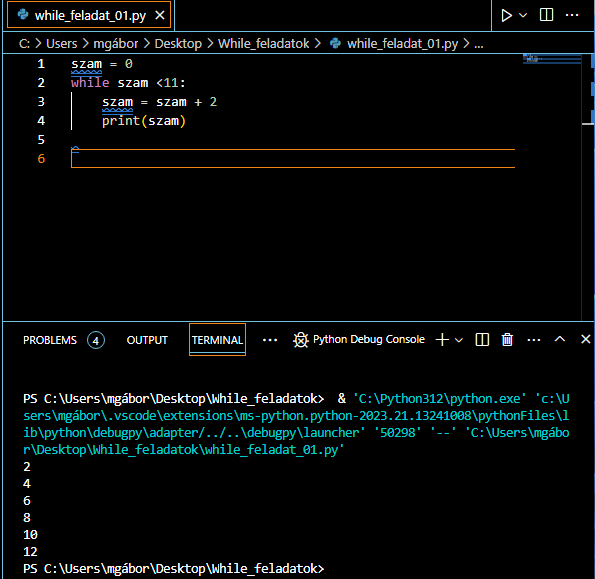 while_feladat_01.py
C: > Users > mgábor > Desktop > While_feladatok > while_feladat_01.py > ...
1 szam = 0
2 while szam <11:
3 szam = szam + 2
4 print(szam)
5
6
PROBLEMS 4 OUTPUT TERMINAL ... Python Debug Console
PS C:\Users\mgábor\Desktop\While_feladatok>  & 'C:\Python312\python.exe' 'c:\U
sers\mgábor\.vscode\extensions\ms-python.python-2023.21.13241008\pythonFiles\l
ib\python\debugpy\adapter/../..\debugpy\launcher' '50298' '--' 'C:\Users\mgábo
r\Desktop\While_feladatok\while_feladat_01.py'
2
4
6
8
10
12
PS C:\Users\mgábor\Desktop\While_feladatok>